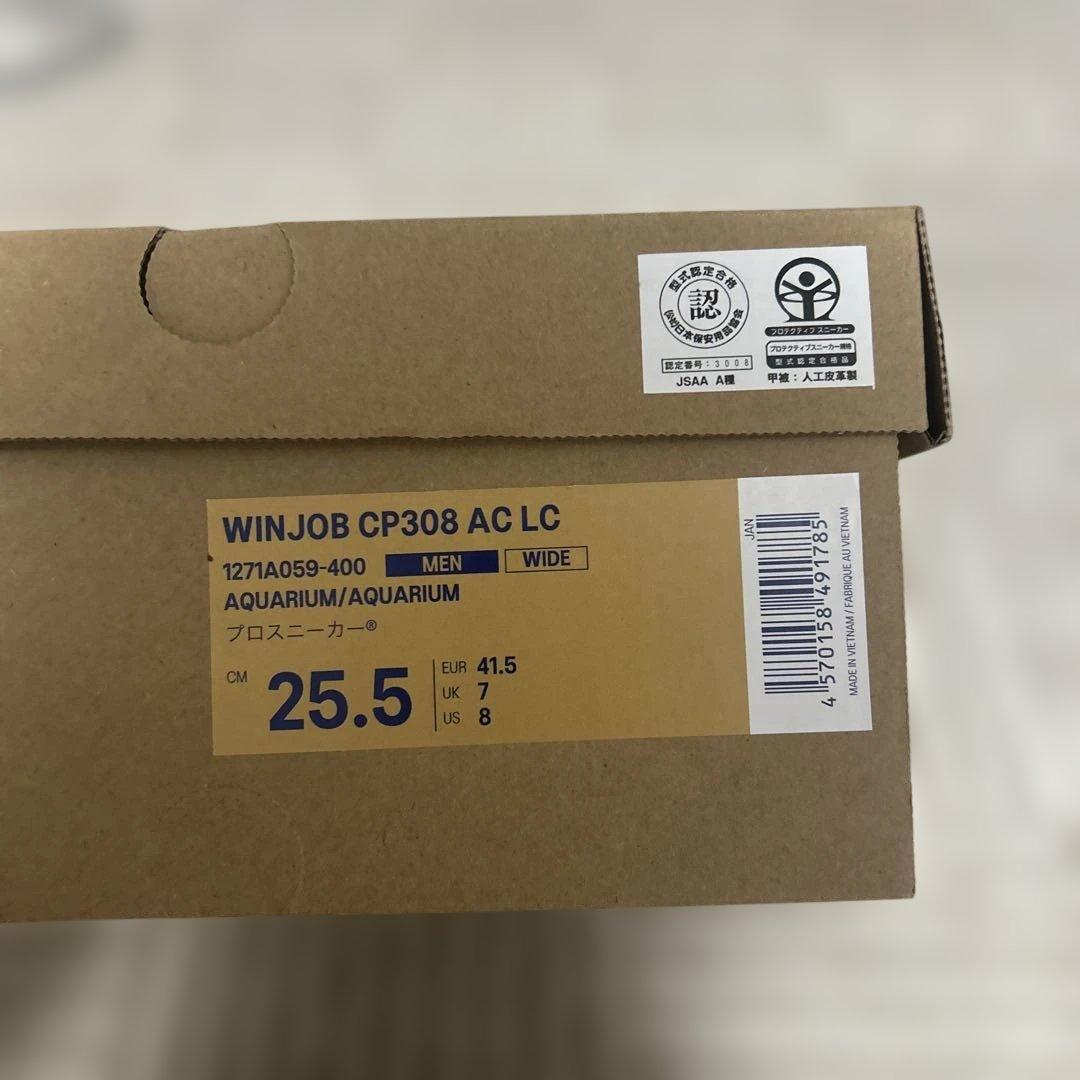 型式認定合格
認
(公社)日本保安用品協会
認定番号:3008
JSAA A種
プロテクティブ スニーカー
プロテクティブスニーカー規格
型式認定合格品
甲被:人工皮革製
WINJOB CP308 AC LC
1271A059-400 MEN WIDE
AQUARIUM/AQUARIUM
プロスニーカー®
CM 25.5
EUR 41.5
UK 7
US 8
JAN
4 570158 491785
MADE IN VIETNAM / FABRIQUE AU VIETNAM